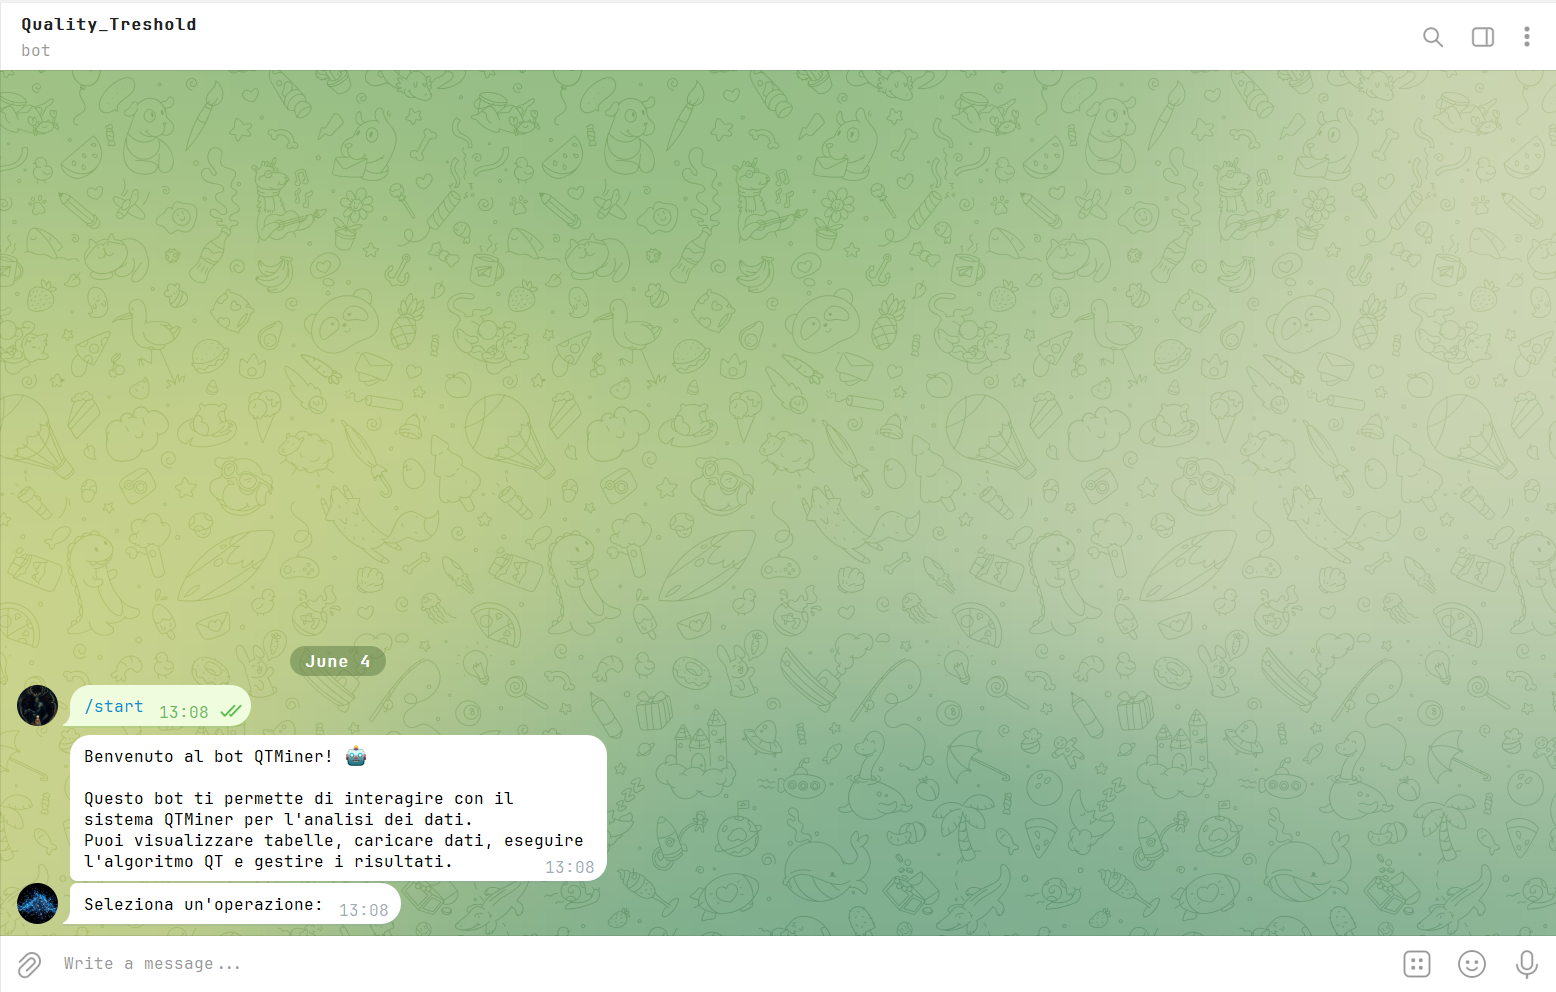 Quality_Treshold
bot
June 4
/start 13:08
Benvenuto al bot QTMiner! 🤖
Questo bot ti permette di interagire con il
sistema QTMiner per l'analisi dei dati.
Puoi visualizzare tabelle, caricare dati, eseguire
l'algoritmo QT e gestire i risultati. 13:08
Seleziona un'operazione: 13:08
Write a message...